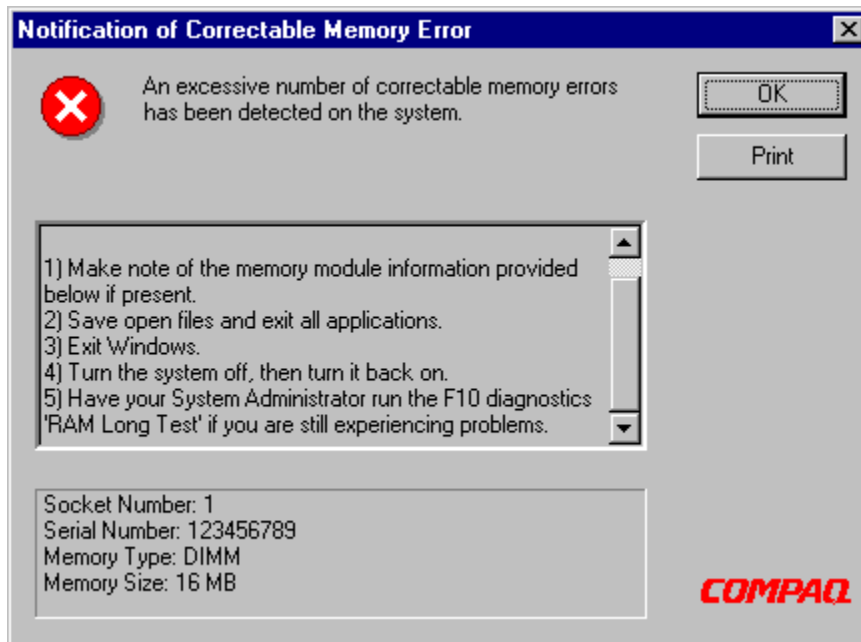 Notification of Correctable Memory Error
An excessive number of correctable memory errors
has been detected on the system.
OK
Print
1) Make note of the memory module information provided
below if present.
2) Save open files and exit all applications.
3) Exit Windows.
4) Turn the system off, then turn it back on.
5) Have your System Administrator run the F10 diagnostics
'RAM Long Test' if you are still experiencing problems.
Socket Number: 1
Serial Number: 123456789
Memory Type: DIMM
Memory Size: 16 MB
COMPAQ